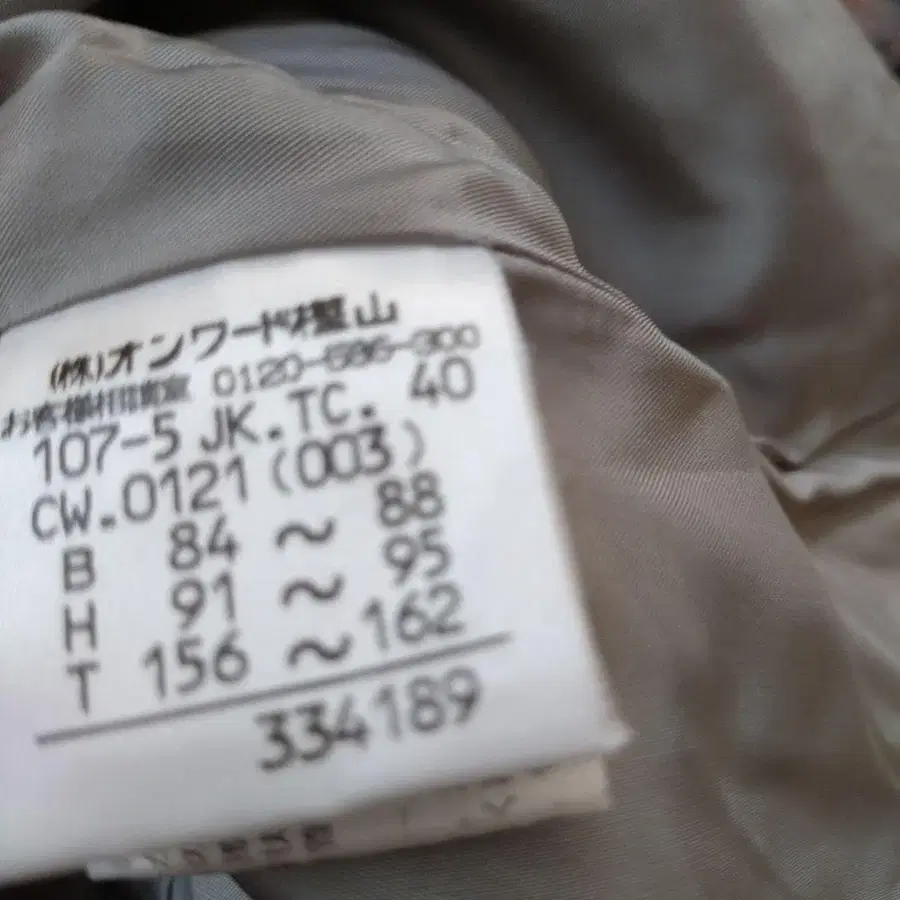 (株)オンワード樫山
お客様相談室 0120-586-300
107-5 JK.TC. 40
CW.0121(003)
B 84 ～ 88
H 91 ～ 95
T 156 ～ 162
334189